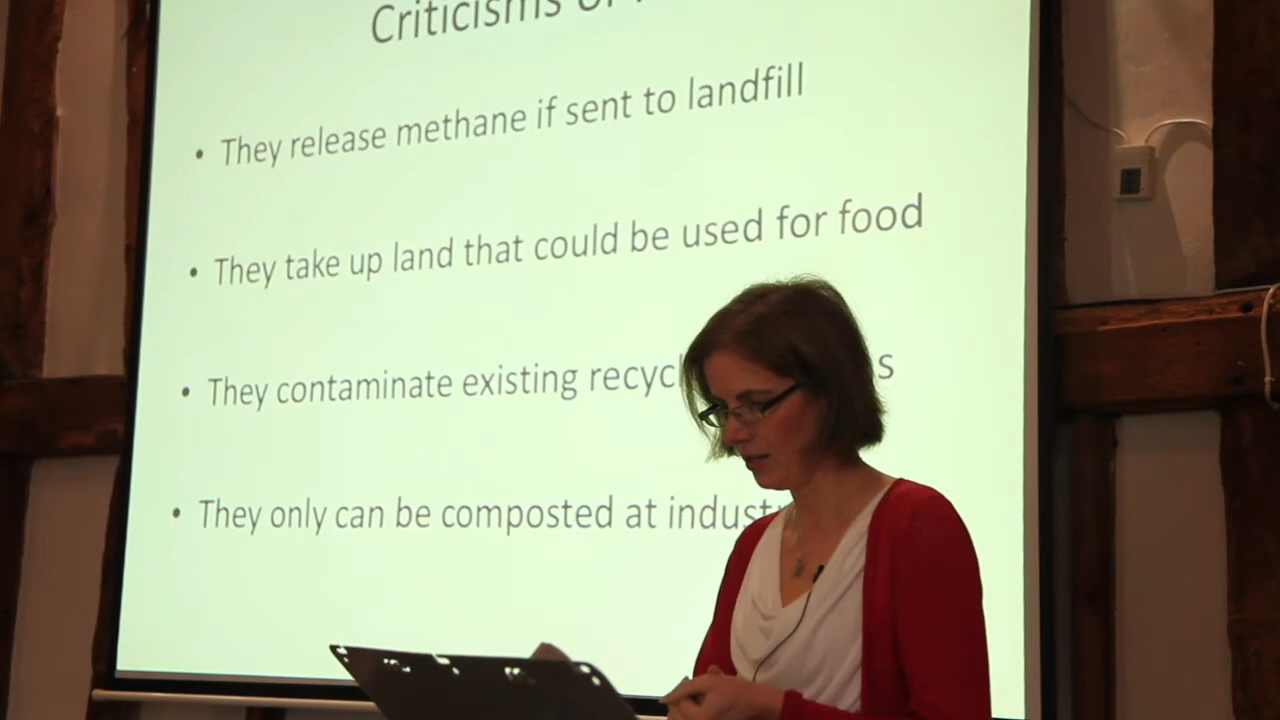 Criticisms of
• They release methane if sent to landfill
• They take up land that could be used for food
• They contaminate existing
• They only can be composted at